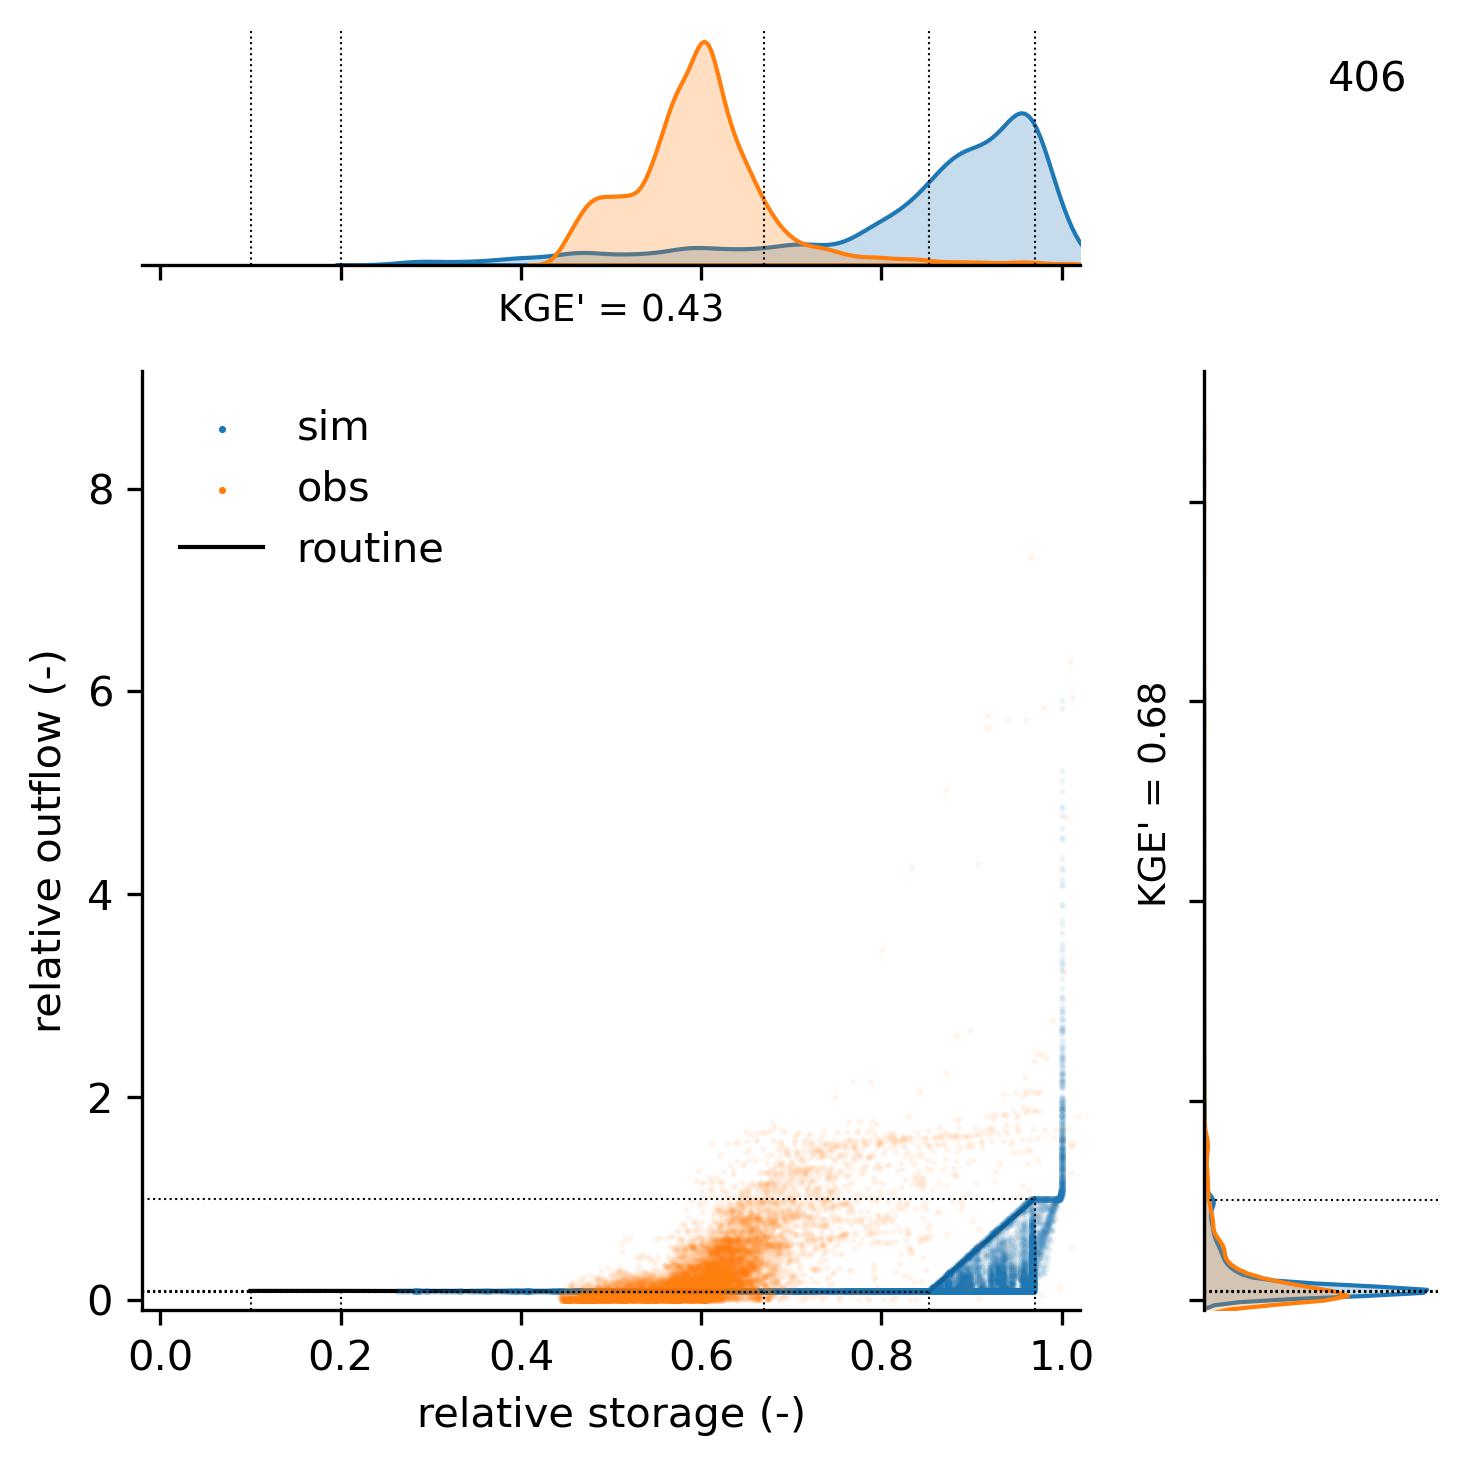 406
KGE' = 0.43
sim
obs
routine
8
6
4
2
0
relative outflow (-)
KGE' = 0.68
0.0 0.2 0.4 0.6 0.8 1.0
relative storage (-)